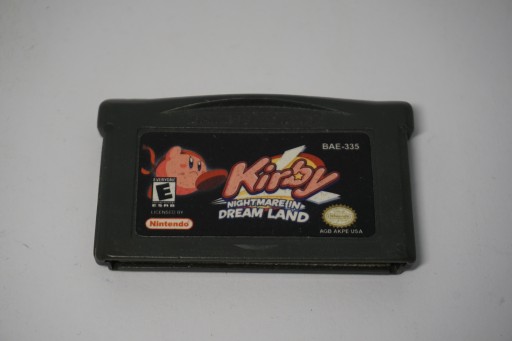 BAE-335
Kirby
NIGHTMARE IN
DREAM LAND
EVERYONE
E
ESRB
LICENSED BY
Nintendo
AGB AKPE USA